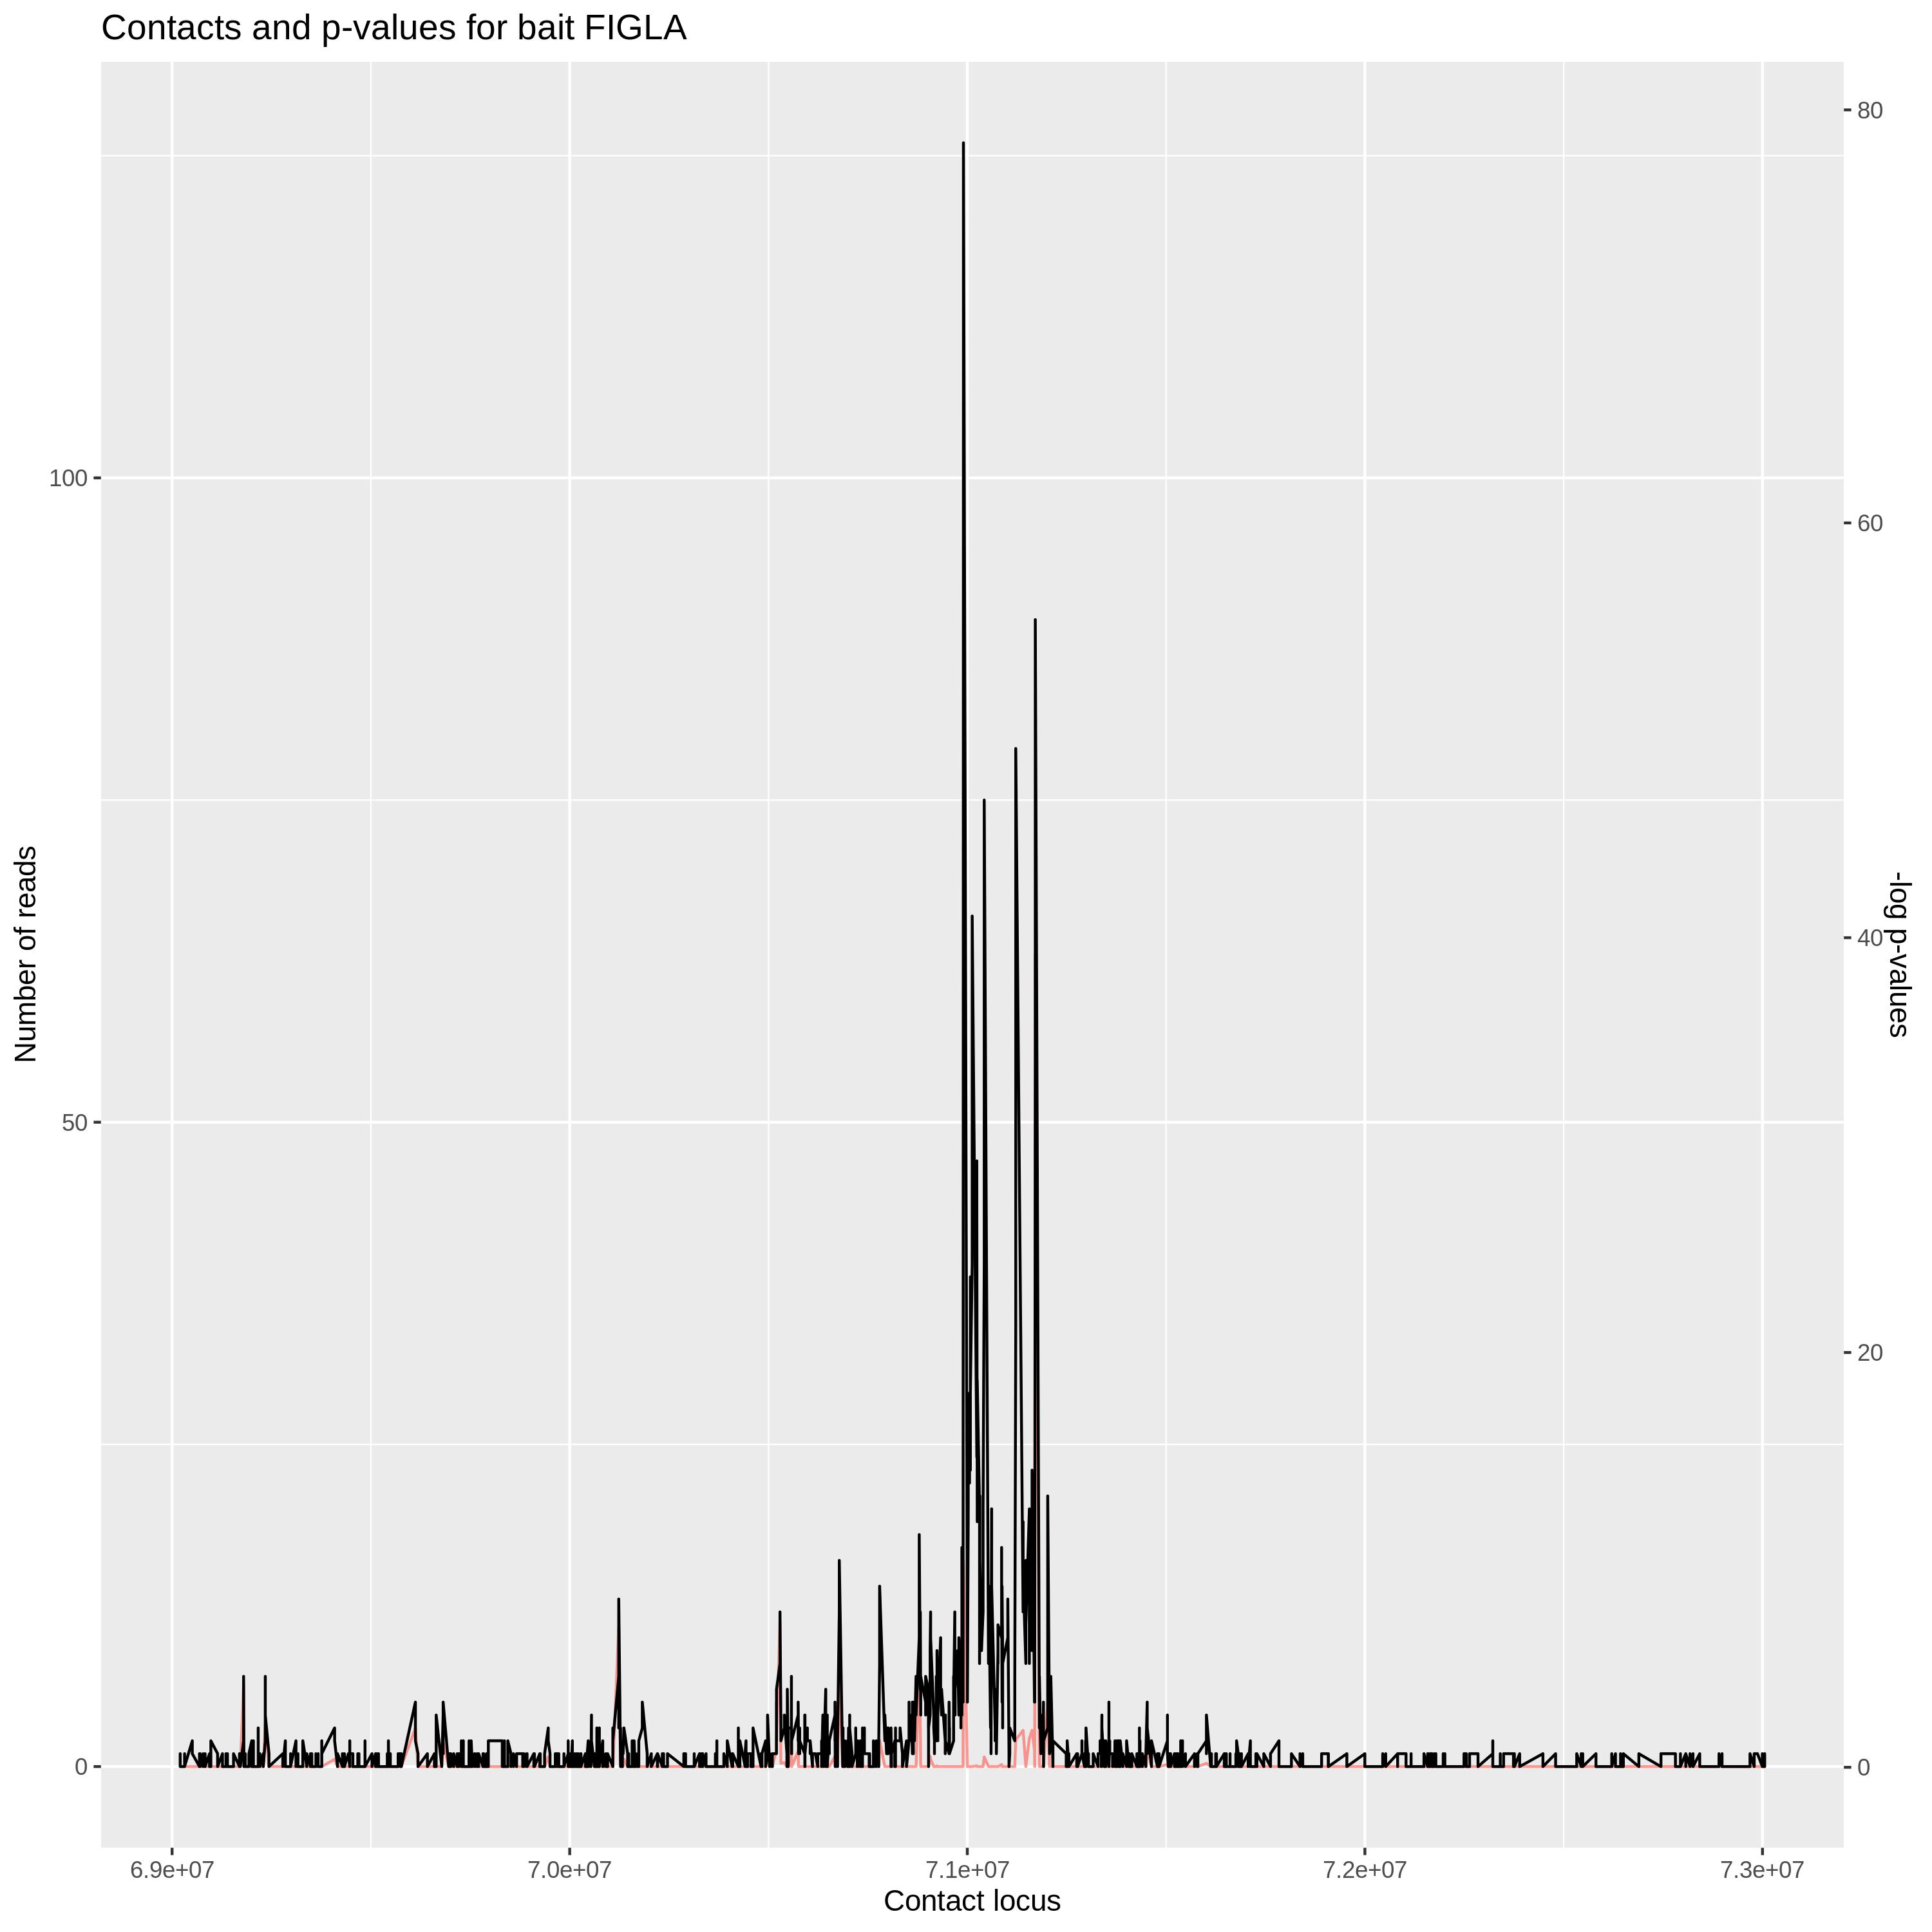 Contacts and p-values for bait FIGLA
80
100
60
Number of reads
-log p-values
40
50
20
0
0
6.9e+07
7.0e+07
7.1e+07
7.2e+07
7.3e+07
Contact locus